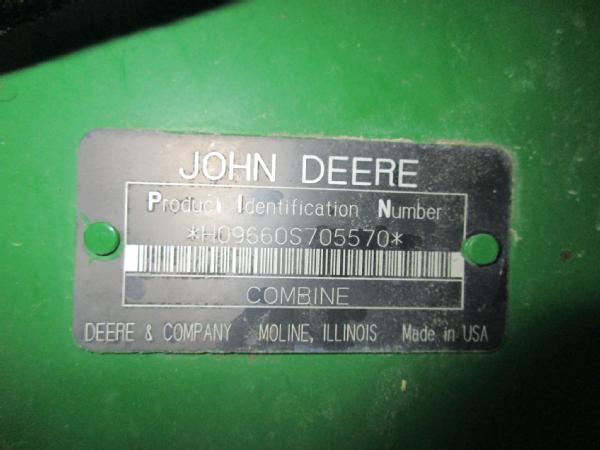 JOHN DEERE
Product Identification Number
*H09660S705570*
COMBINE
DEERE & COMPANY MOLINE, ILLINOIS Made in USA